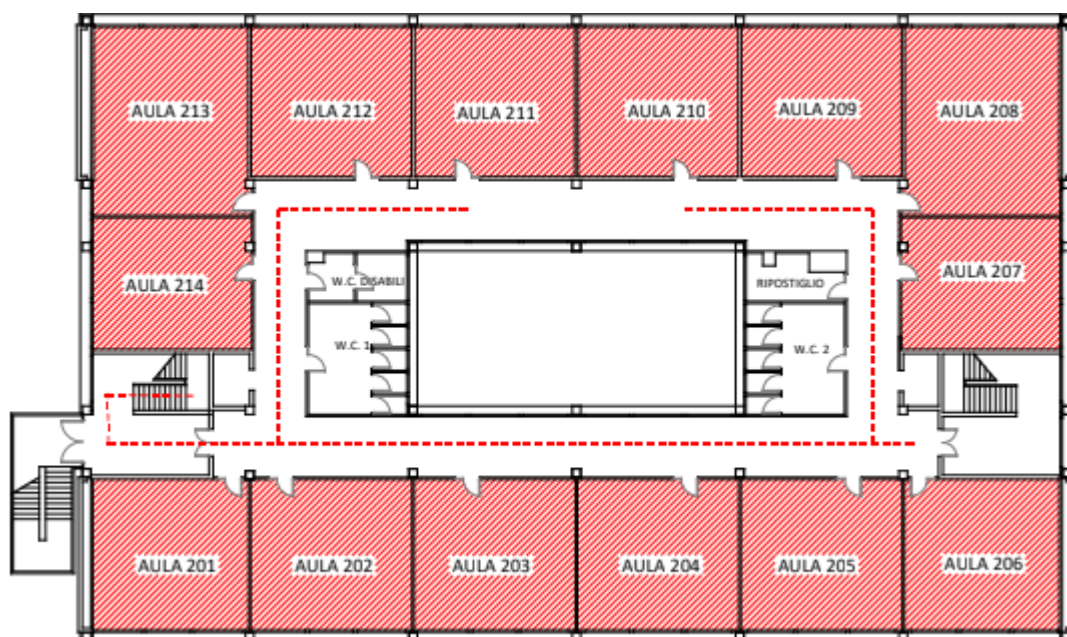 AULA 213
AULA 212
AULA 211
AULA 210
AULA 209
AULA 208
AULA 214
W.C. DISABILI
RIPOSTIGLIO
AULA 207
W.C. 1
W.C. 2
AULA 201
AULA 202
AULA 203
AULA 204
AULA 205
AULA 206